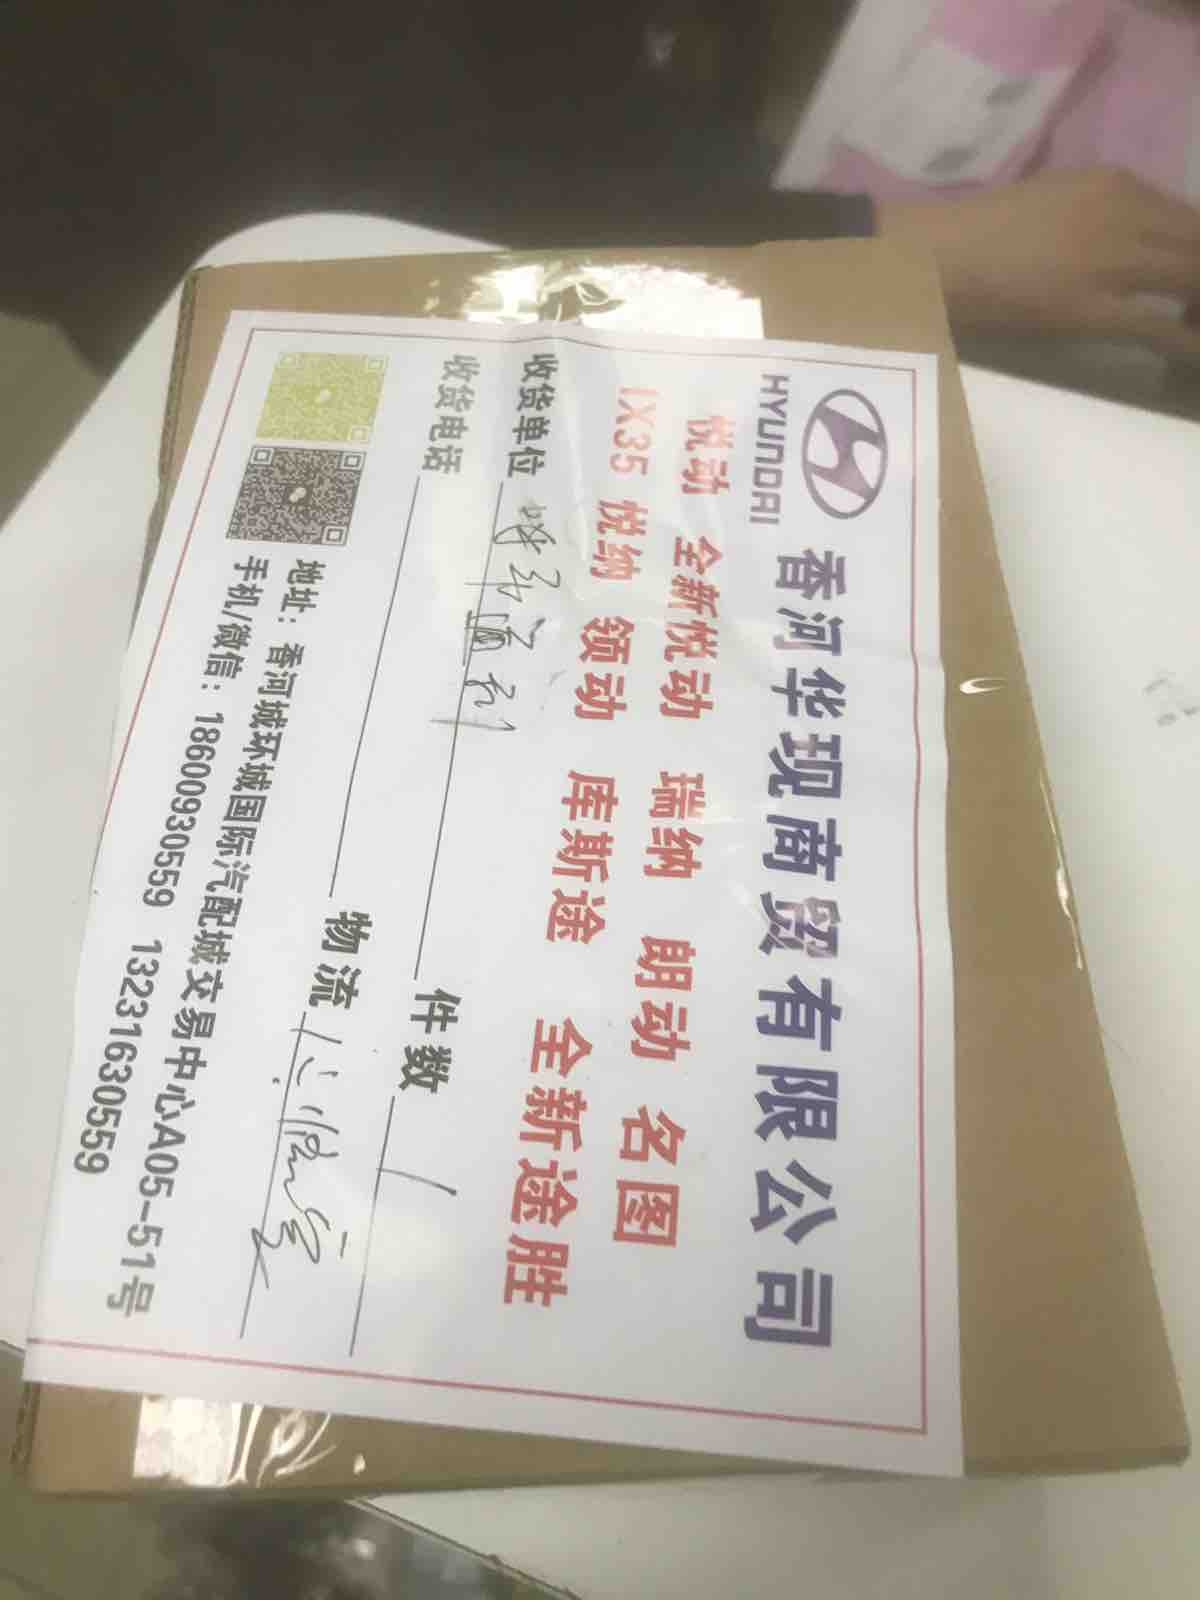 HYUNDAI
香河华现商贸有限公司
悦动 全新悦动 瑞纳 朗动 名图
IX35 悦纳 领动 库斯途 全新途胜
收货单位 件数 1
收货电话 物流
地址：香河城环城国际汽配城交易中心A05-51号
手机/微信：18600930559 13231630559